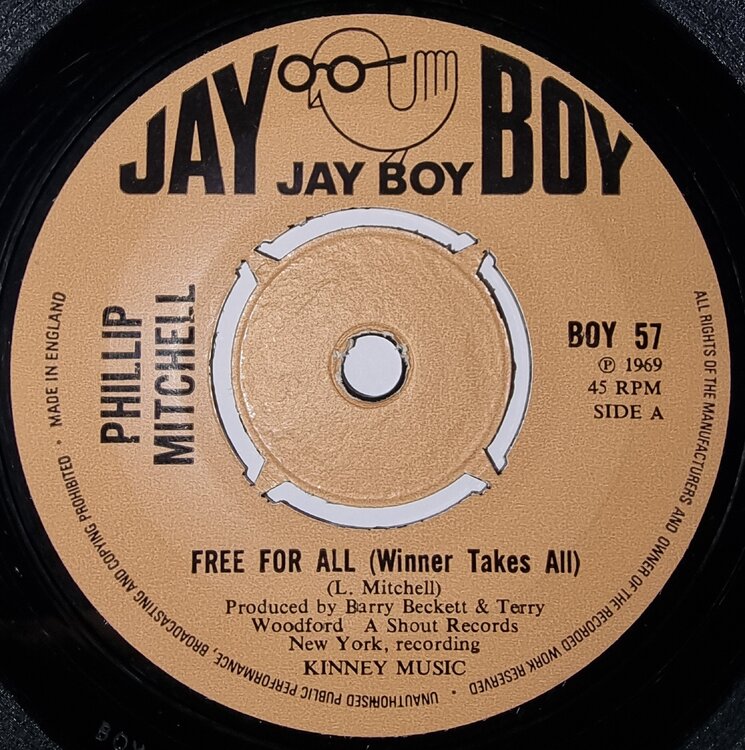 JAY BOY
JAY BOY
PHILLIP
MITCHELL
BOY 57
Ⓟ 1969
45 RPM
SIDE A
FREE FOR ALL (Winner Takes All)
(L. Mitchell)
Produced by Barry Beckett & Terry
Woodford A Shout Records
New York, recording
KINNEY MUSIC
ALL RIGHTS OF THE MANUFACTURERS AND OWNER OF THE RECORDED WORK RESERVED · UNAUTHORISED PUBLIC PERFORMANCE, BROADCASTING AND COPYING PROHIBITED · MADE IN ENGLAND